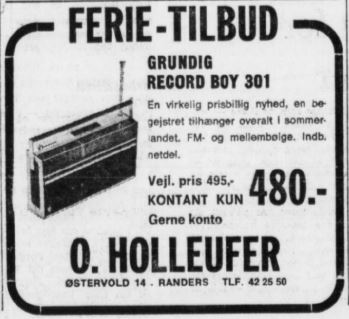 FERIE-TILBUD
GRUNDIG
RECORD BOY 301
En virkelig prisbillig nyhed, en be-
gejstret tilhænger overalt i sommer-
landet. FM- og mellembølge. Indb.
netdel.
Vejl. pris 495,-
KONTANT KUN 480.-
Gerne konto
O. HOLLEUFER
ØSTERVOLD 14 . RANDERS TLF. 42 25 50